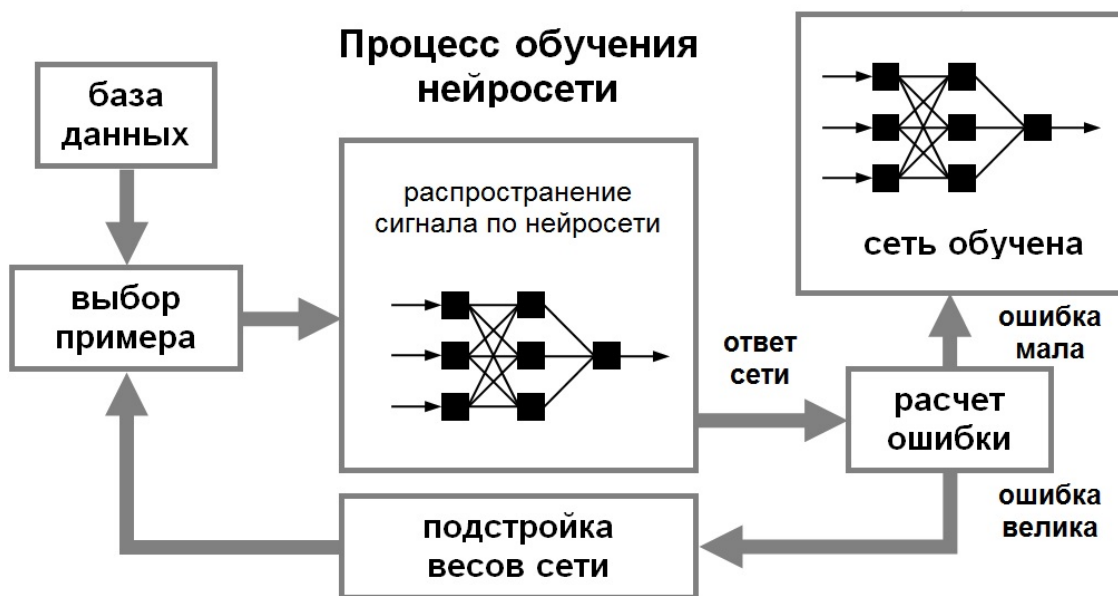 Процесс обучения
нейросети
база
данных
выбор
примера
распространение
сигнала по нейросети
ответ
сети
расчет
ошибки
ошибка
мала
сеть обучена
ошибка
велика
подстройка
весов сети